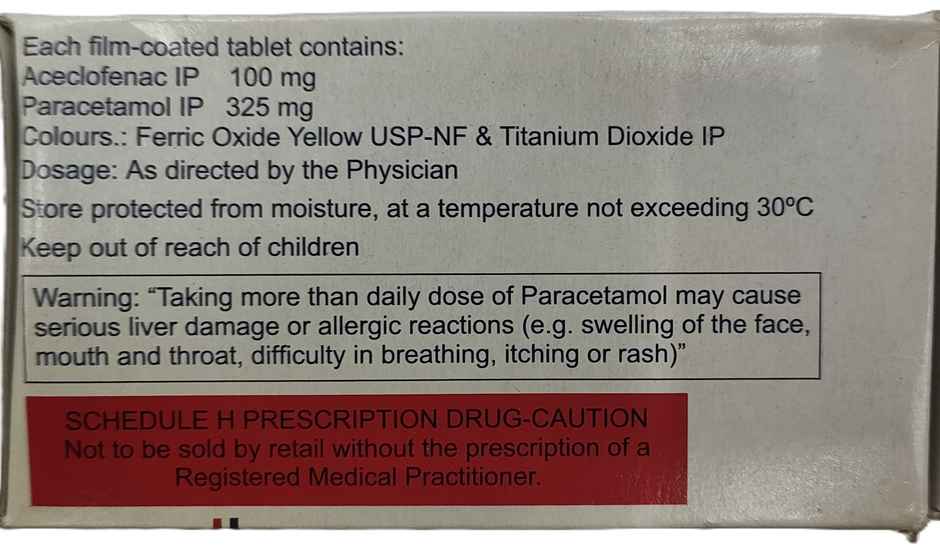 Each film-coated tablet contains:
Aceclofenac IP 100 mg
Paracetamol IP 325 mg
Colours.: Ferric Oxide Yellow USP-NF & Titanium Dioxide IP
Dosage: As directed by the Physician
Store protected from moisture, at a temperature not exceeding 30ºC
Keep out of reach of children
Warning: “Taking more than daily dose of Paracetamol may cause
serious liver damage or allergic reactions (e.g. swelling of the face,
mouth and throat, difficulty in breathing, itching or rash)”
SCHEDULE H PRESCRIPTION DRUG-CAUTION
Not to be sold by retail without the prescription of a
Registered Medical Practitioner.